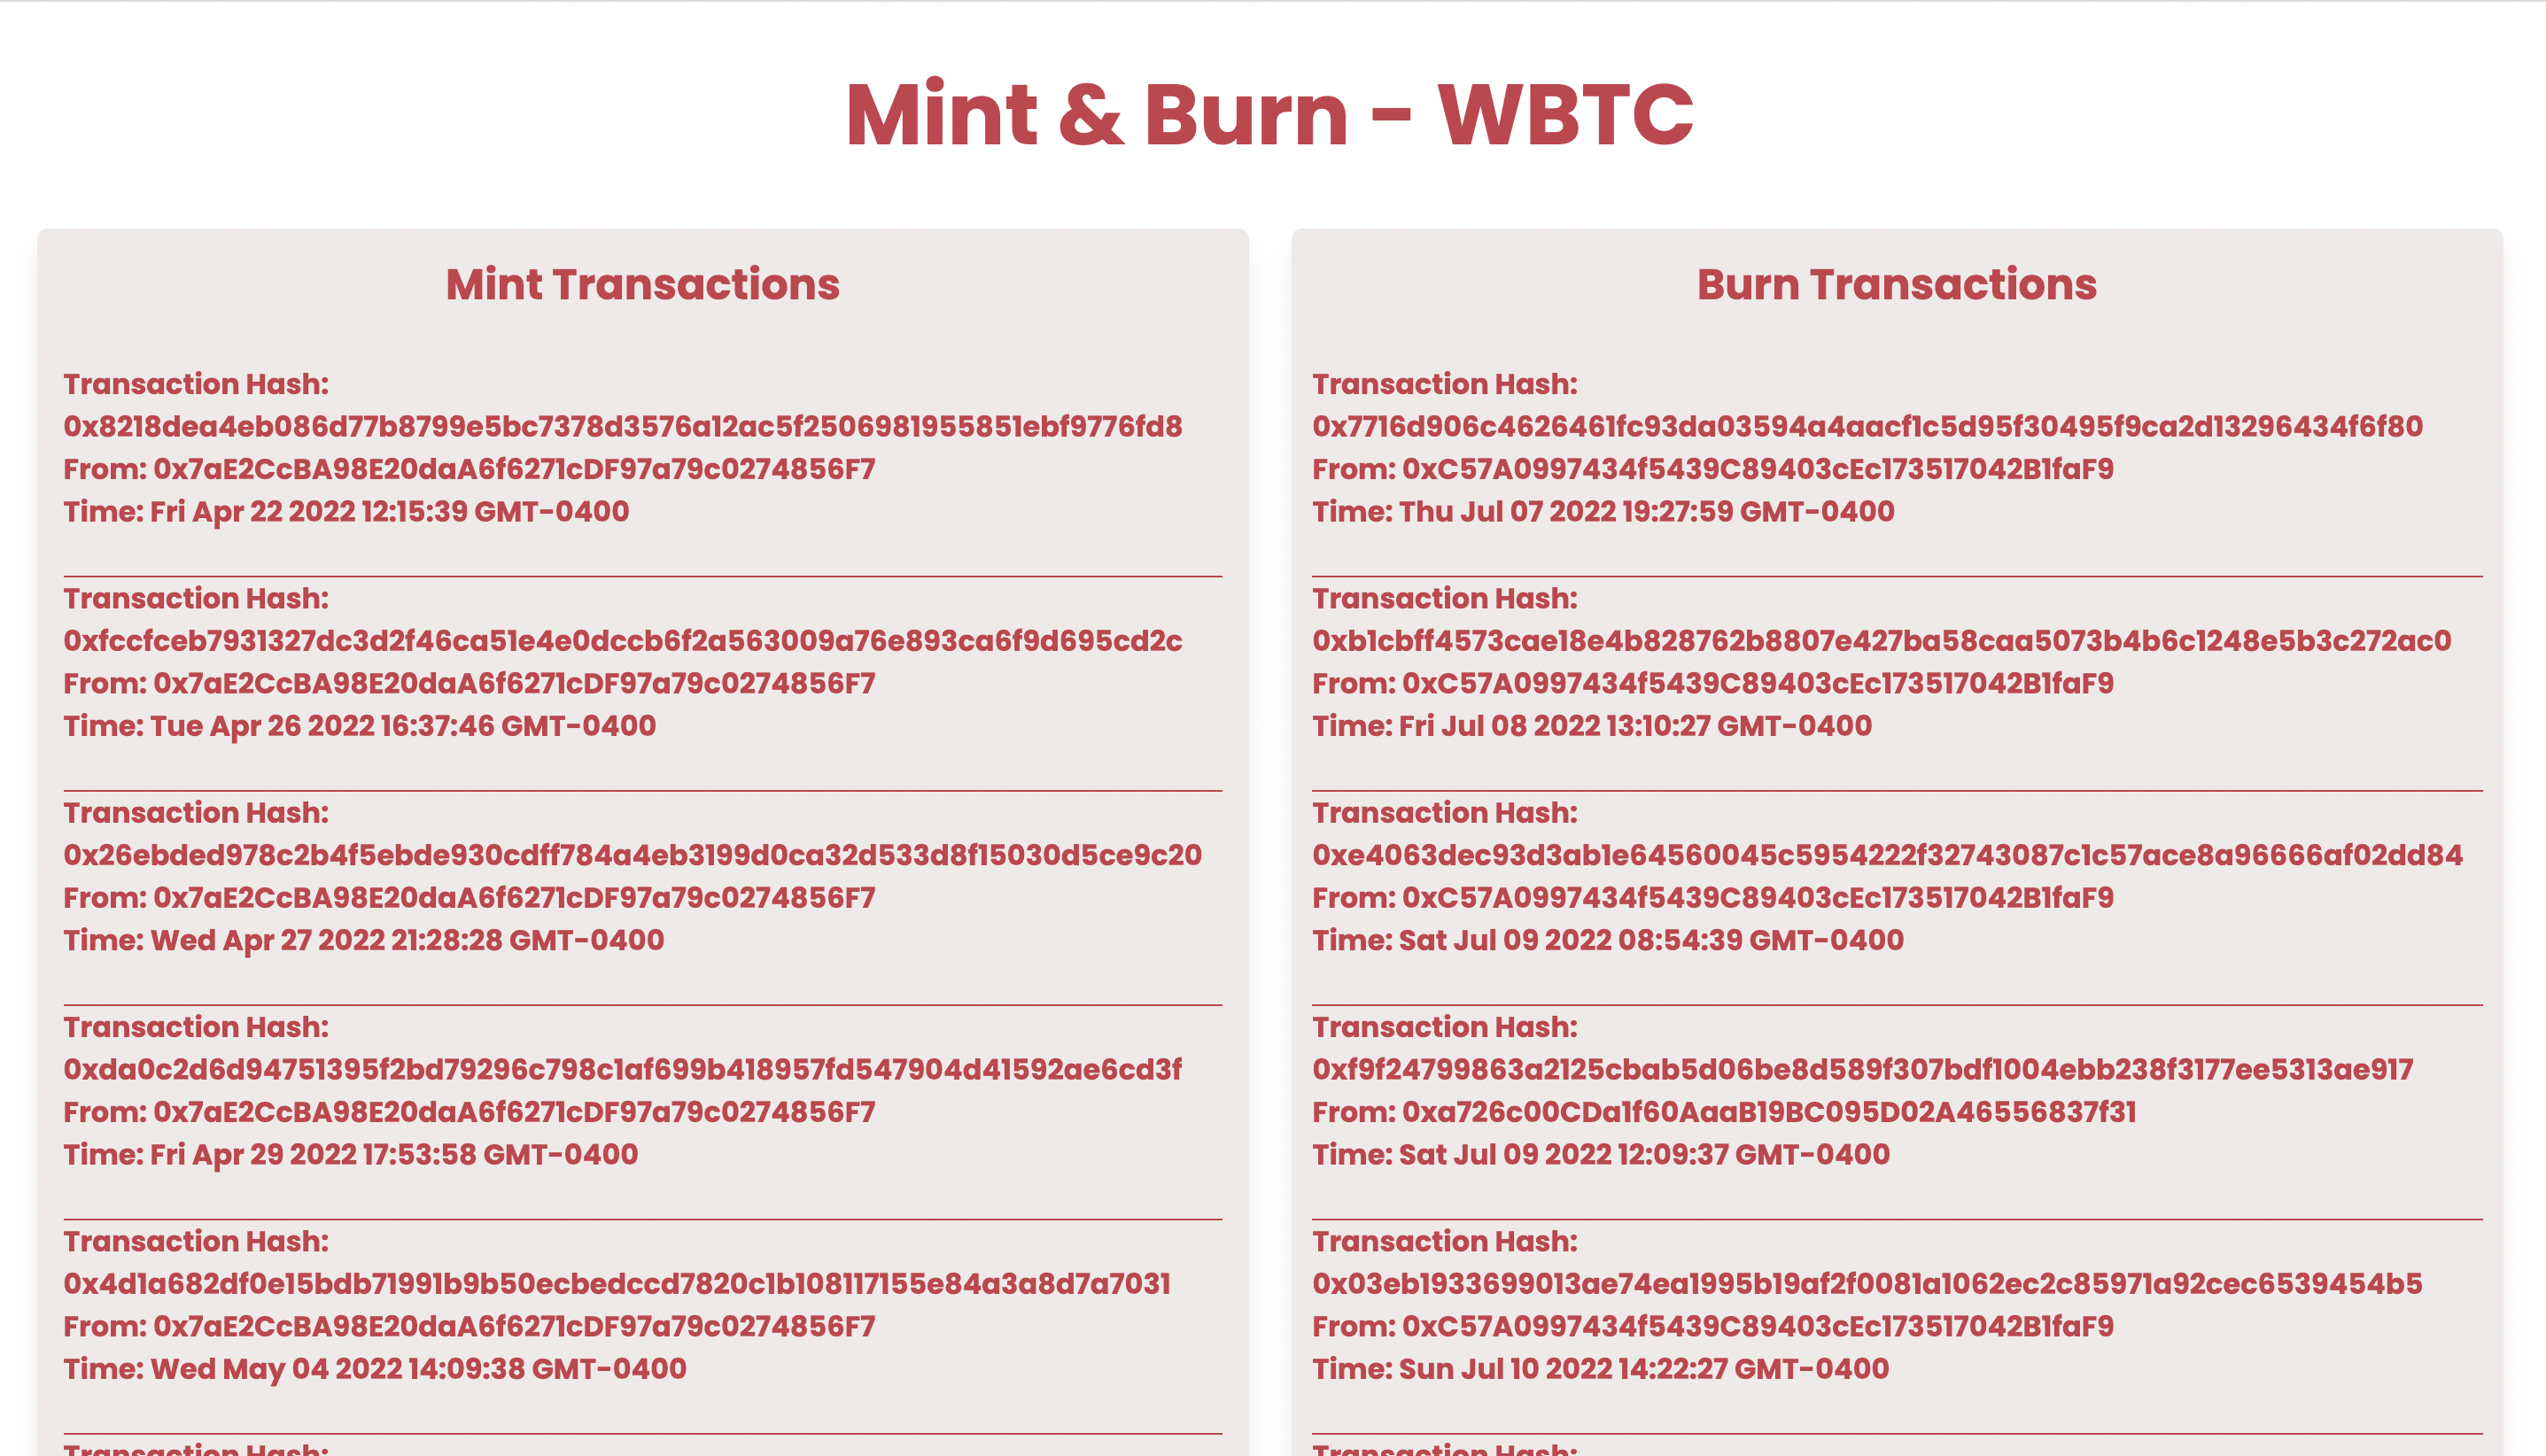 Mint & Burn - WBTC
Mint Transactions
Transaction Hash:
0x8218dea4eb086d77b8799e5bc7378d3576a12ac5f2506981955851ebf9776fd8
From: 0x7aE2CcBA98E20daA6f6271cDF97a79c0274856F7
Time: Fri Apr 22 2022 12:15:39 GMT-0400
Transaction Hash:
0xfccfceb7931327dc3d2f46ca51e4e0dccb6f2a563009a76e893ca6f9d695cd2c
From: 0x7aE2CcBA98E20daA6f6271cDF97a79c0274856F7
Time: Tue Apr 26 2022 16:37:46 GMT-0400
Transaction Hash:
0x26ebded978c2b4f5ebde930cdff784a4eb3199d0ca32d533d8f15030d5ce9c20
From: 0x7aE2CcBA98E20daA6f6271cDF97a79c0274856F7
Time: Wed Apr 27 2022 21:28:28 GMT-0400
Transaction Hash:
0xda0c2d6d94751395f2bd79296c798c1af699b418957fd547904d41592ae6cd3f
From: 0x7aE2CcBA98E20daA6f6271cDF97a79c0274856F7
Time: Fri Apr 29 2022 17:53:58 GMT-0400
Transaction Hash:
0x4d1a682df0e15bdb71991b9b50ecbedccd7820c1b108117155e84a3a8d7a7031
From: 0x7aE2CcBA98E20daA6f6271cDF97a79c0274856F7
Time: Wed May 04 2022 14:09:38 GMT-0400
Transaction Hash:
Burn Transactions
Transaction Hash:
0x7716d906c4626461fc93da03594a4aacf1c5d95f30495f9ca2d13296434f6f80
From: 0xC57A0997434f5439C89403cEc173517042B1faF9
Time: Thu Jul 07 2022 19:27:59 GMT-0400
Transaction Hash:
0xb1cbff4573cae18e4b828762b8807e427ba58caa5073b4b6c1248e5b3c272ac0
From: 0xC57A0997434f5439C89403cEc173517042B1faF9
Time: Fri Jul 08 2022 13:10:27 GMT-0400
Transaction Hash:
0xe4063dec93d3ab1e64560045c5954222f32743087c1c57ace8a96666af02dd84
From: 0xC57A0997434f5439C89403cEc173517042B1faF9
Time: Sat Jul 09 2022 08:54:39 GMT-0400
Transaction Hash:
0xf9f24799863a2125cbab5d06be8d589f307bdf1004ebb238f3177ee5313ae917
From: 0xa726c00CDa1f60AaaB19BC095D02A46556837f31
Time: Sat Jul 09 2022 12:09:37 GMT-0400
Transaction Hash:
0x03eb1933699013ae74ea1995b19af2f0081a1062ec2c85971a92cec6539454b5
From: 0xC57A0997434f5439C89403cEc173517042B1faF9
Time: Sun Jul 10 2022 14:22:27 GMT-0400
Transaction Hash: